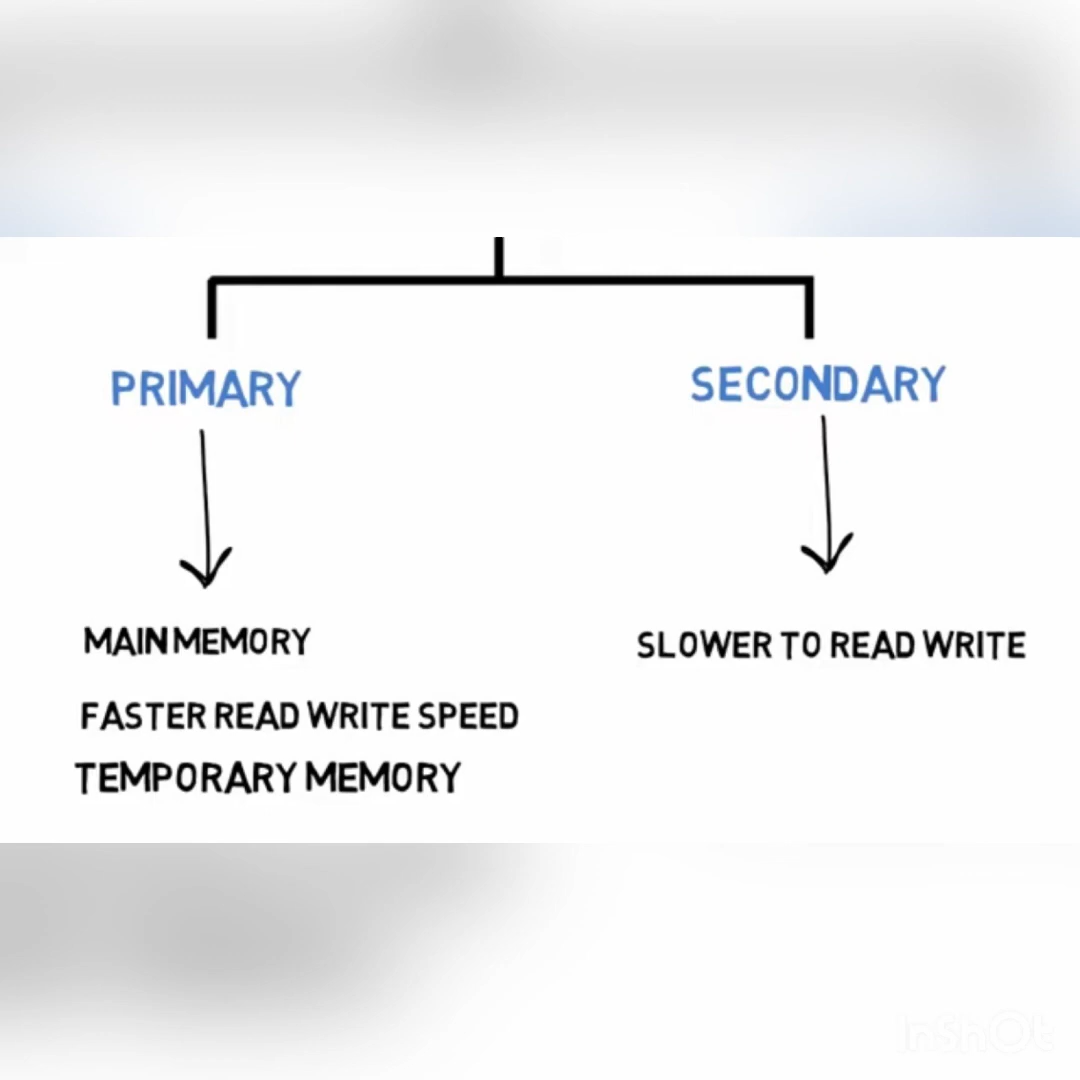 PRIMARY
SECONDARY
MAIN MEMORY
FASTER READ WRITE SPEED
TEMPORARY MEMORY
SLOWER TO READ WRITE
InShOt